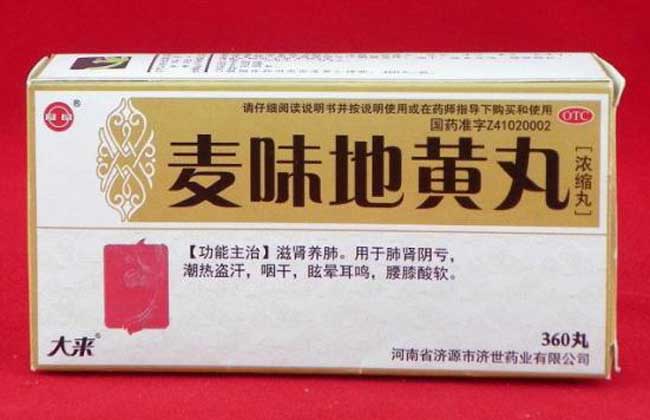 请仔细阅读说明书并按说明使用或在药师指导下购买和使用
OTC
国药准字Z41020002
®
麦味地黄丸
[浓缩丸]
【功能主治】滋肾养肺。用于肺肾阴亏,
潮热盗汗,咽干,眩晕耳鸣,腰膝酸软。
大来®
360丸
河南省济源市济世药业有限公司